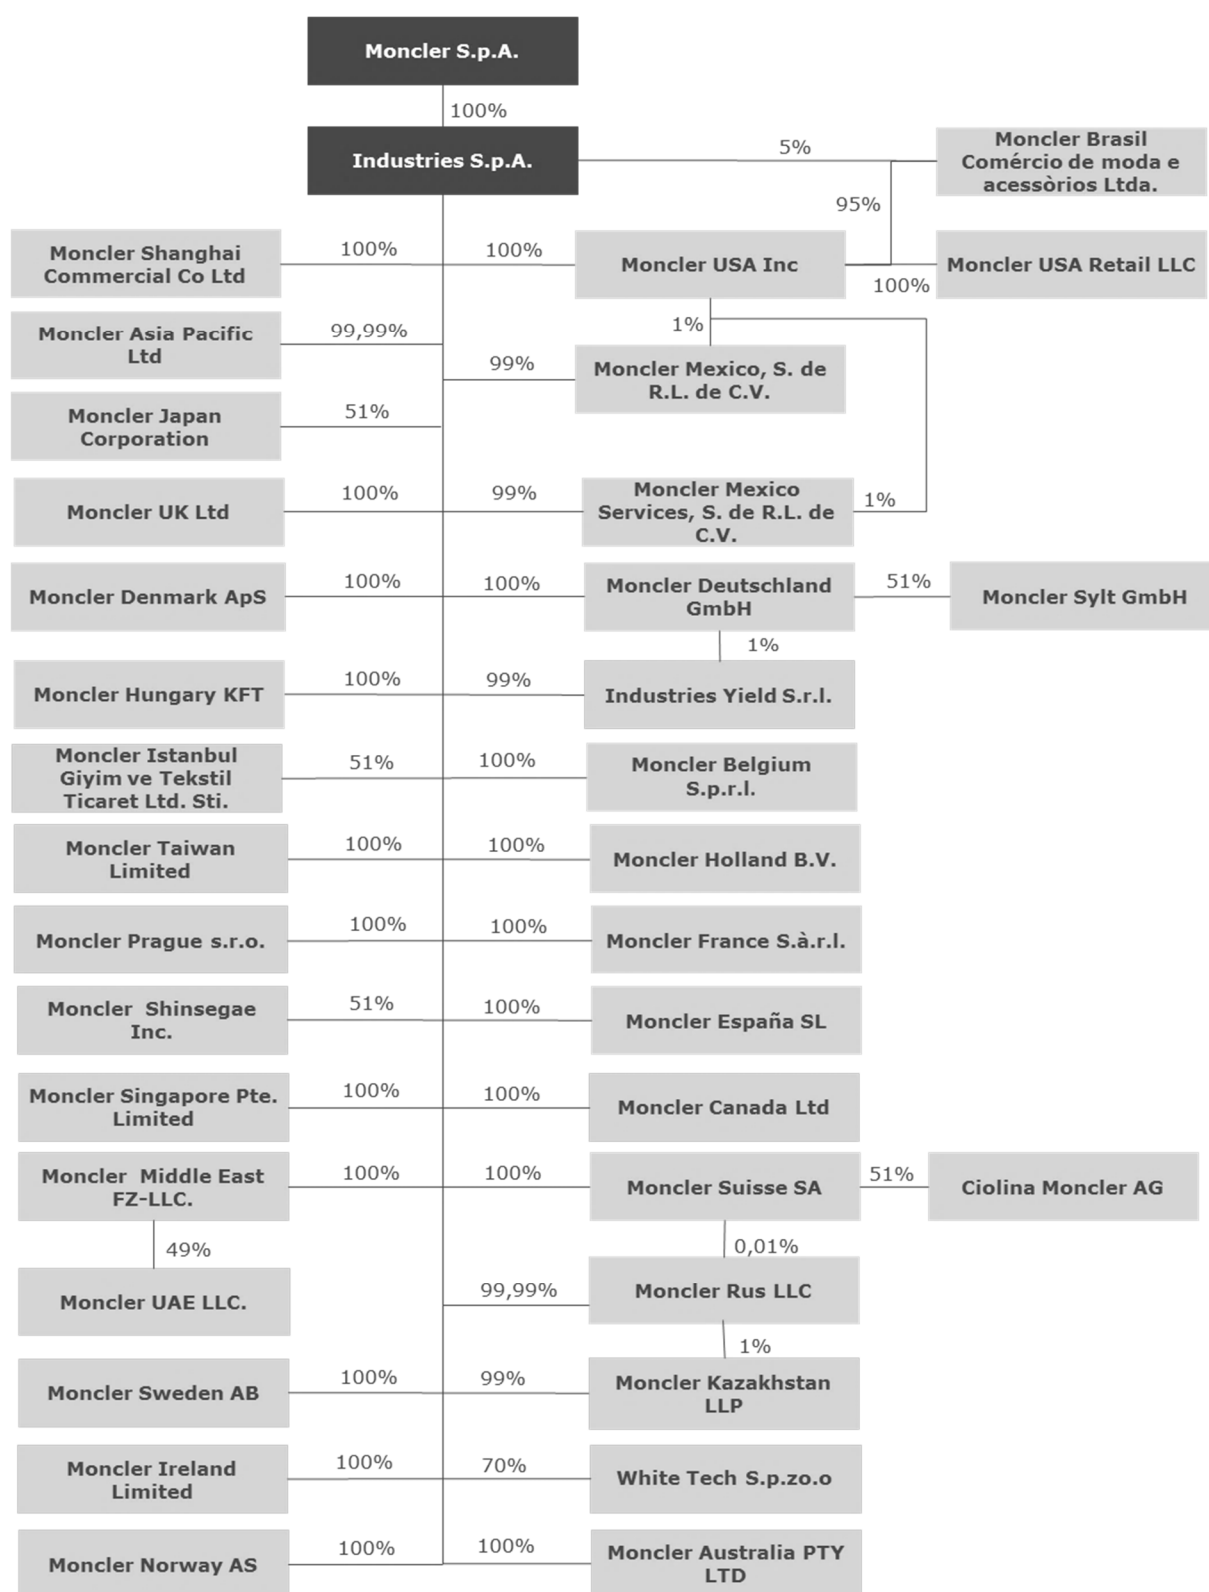 Moncler S.p.A.
100%
Industries S.p.A.
5%
Moncler Brasil
Comércio de moda e
acessòrios Ltda.
95%
Moncler Shanghai
Commercial Co Ltd
100%
100%
Moncler USA Inc
100%
Moncler USA Retail LLC
Moncler Asia Pacific
Ltd
99,99%
1%
99%
Moncler Mexico, S. de
R.L. de C.V.
Moncler Japan
Corporation
51%
Moncler UK Ltd
100%
99%
Moncler Mexico
Services, S. de R.L. de
C.V.
1%
Moncler Denmark ApS
100%
100%
Moncler Deutschland
GmbH
51%
Moncler Sylt GmbH
1%
Moncler Hungary KFT
100%
99%
Industries Yield S.r.l.
Moncler Istanbul
Giyim ve Tekstil
Ticaret Ltd. Sti.
51%
100%
Moncler Belgium
S.p.r.l.
Moncler Taiwan
Limited
100%
100%
Moncler Holland B.V.
Moncler Prague s.r.o.
100%
100%
Moncler France S.à.r.l.
Moncler Shinsegae
Inc.
51%
100%
Moncler España SL
Moncler Singapore Pte.
Limited
100%
100%
Moncler Canada Ltd
Moncler Middle East
FZ-LLC.
100%
100%
Moncler Suisse SA
51%
Ciolina Moncler AG
49%
0,01%
Moncler UAE LLC.
99,99%
Moncler Rus LLC
1%
Moncler Sweden AB
100%
99%
Moncler Kazakhstan
LLP
Moncler Ireland
Limited
100%
70%
White Tech S.p.zo.o
Moncler Norway AS
100%
100%
Moncler Australia PTY
LTD